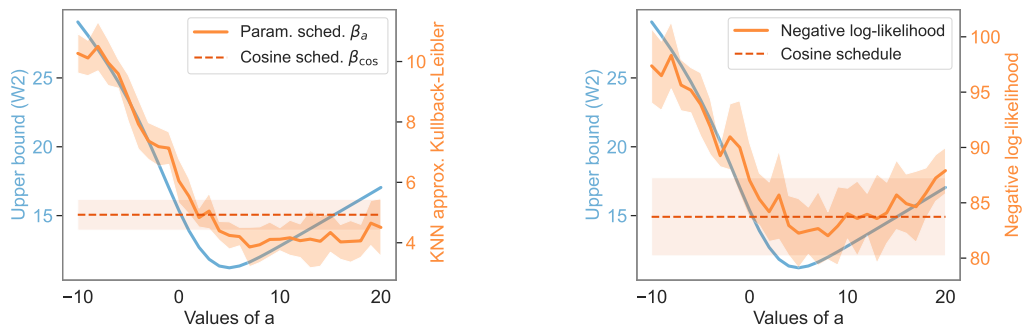 Param. sched. βa
Cosine sched. βcos
Upper bound (W2)
25
20
15
10
8
6
4
KNN approx. Kullback-Leibler
−10
0
10
20
Values of a
Negative log-likelihood
Cosine schedule
Upper bound (W2)
25
20
15
100
95
90
85
80
Negative log-likelihood
−10
0
10
20
Values of a